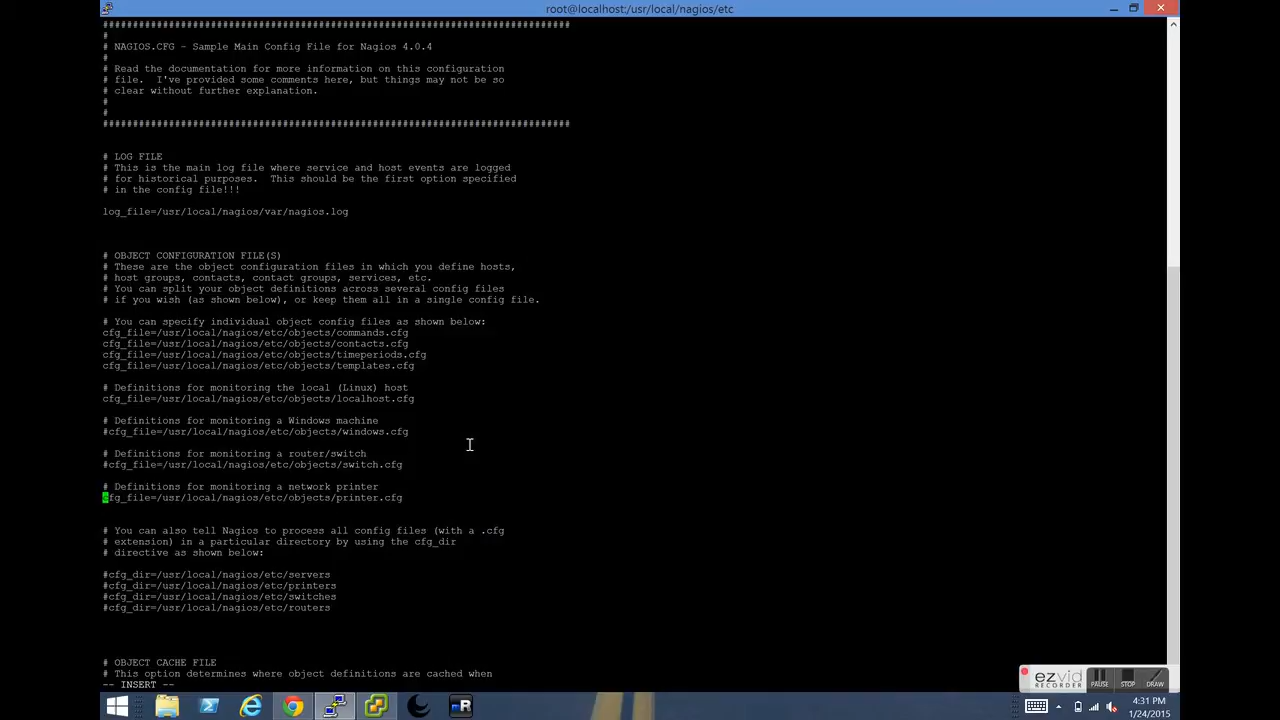 root@localhost:/usr/local/nagios/etc
##############################################################################
#
# NAGIOS.CFG - Sample Main Config File for Nagios 4.0.4
#
# Read the documentation for more information on this configuration
# file.  I've provided some comments here, but things may not be so
# clear without further explanation.
#
#
##############################################################################
# LOG FILE
# This is the main log file where service and host events are logged
# for historical purposes.  This should be the first option specified
# in the config file!!!
log_file=/usr/local/nagios/var/nagios.log
# OBJECT CONFIGURATION FILE(S)
# These are the object configuration files in which you define hosts,
# host groups, contacts, contact groups, services, etc.
# You can split your object definitions across several config files
# if you wish (as shown below), or keep them all in a single config file.
# You can specify individual object config files as shown below:
cfg_file=/usr/local/nagios/etc/objects/commands.cfg
cfg_file=/usr/local/nagios/etc/objects/contacts.cfg
cfg_file=/usr/local/nagios/etc/objects/timeperiods.cfg
cfg_file=/usr/local/nagios/etc/objects/templates.cfg
# Definitions for monitoring the local (Linux) host
cfg_file=/usr/local/nagios/etc/objects/localhost.cfg
# Definitions for monitoring a Windows machine
#cfg_file=/usr/local/nagios/etc/objects/windows.cfg
# Definitions for monitoring a router/switch
#cfg_file=/usr/local/nagios/etc/objects/switch.cfg
# Definitions for monitoring a network printer
cfg_file=/usr/local/nagios/etc/objects/printer.cfg
# You can also tell Nagios to process all config files (with a .cfg
# extension) in a particular directory by using the cfg_dir
# directive as shown below:
#cfg_dir=/usr/local/nagios/etc/servers
#cfg_dir=/usr/local/nagios/etc/printers
#cfg_dir=/usr/local/nagios/etc/switches
#cfg_dir=/usr/local/nagios/etc/routers
# OBJECT CACHE FILE
# This option determines where object definitions are cached when
-- INSERT --
ezvid
RECORDER
PAUSE
STOP
DRAW
4:31 PM
1/24/2015